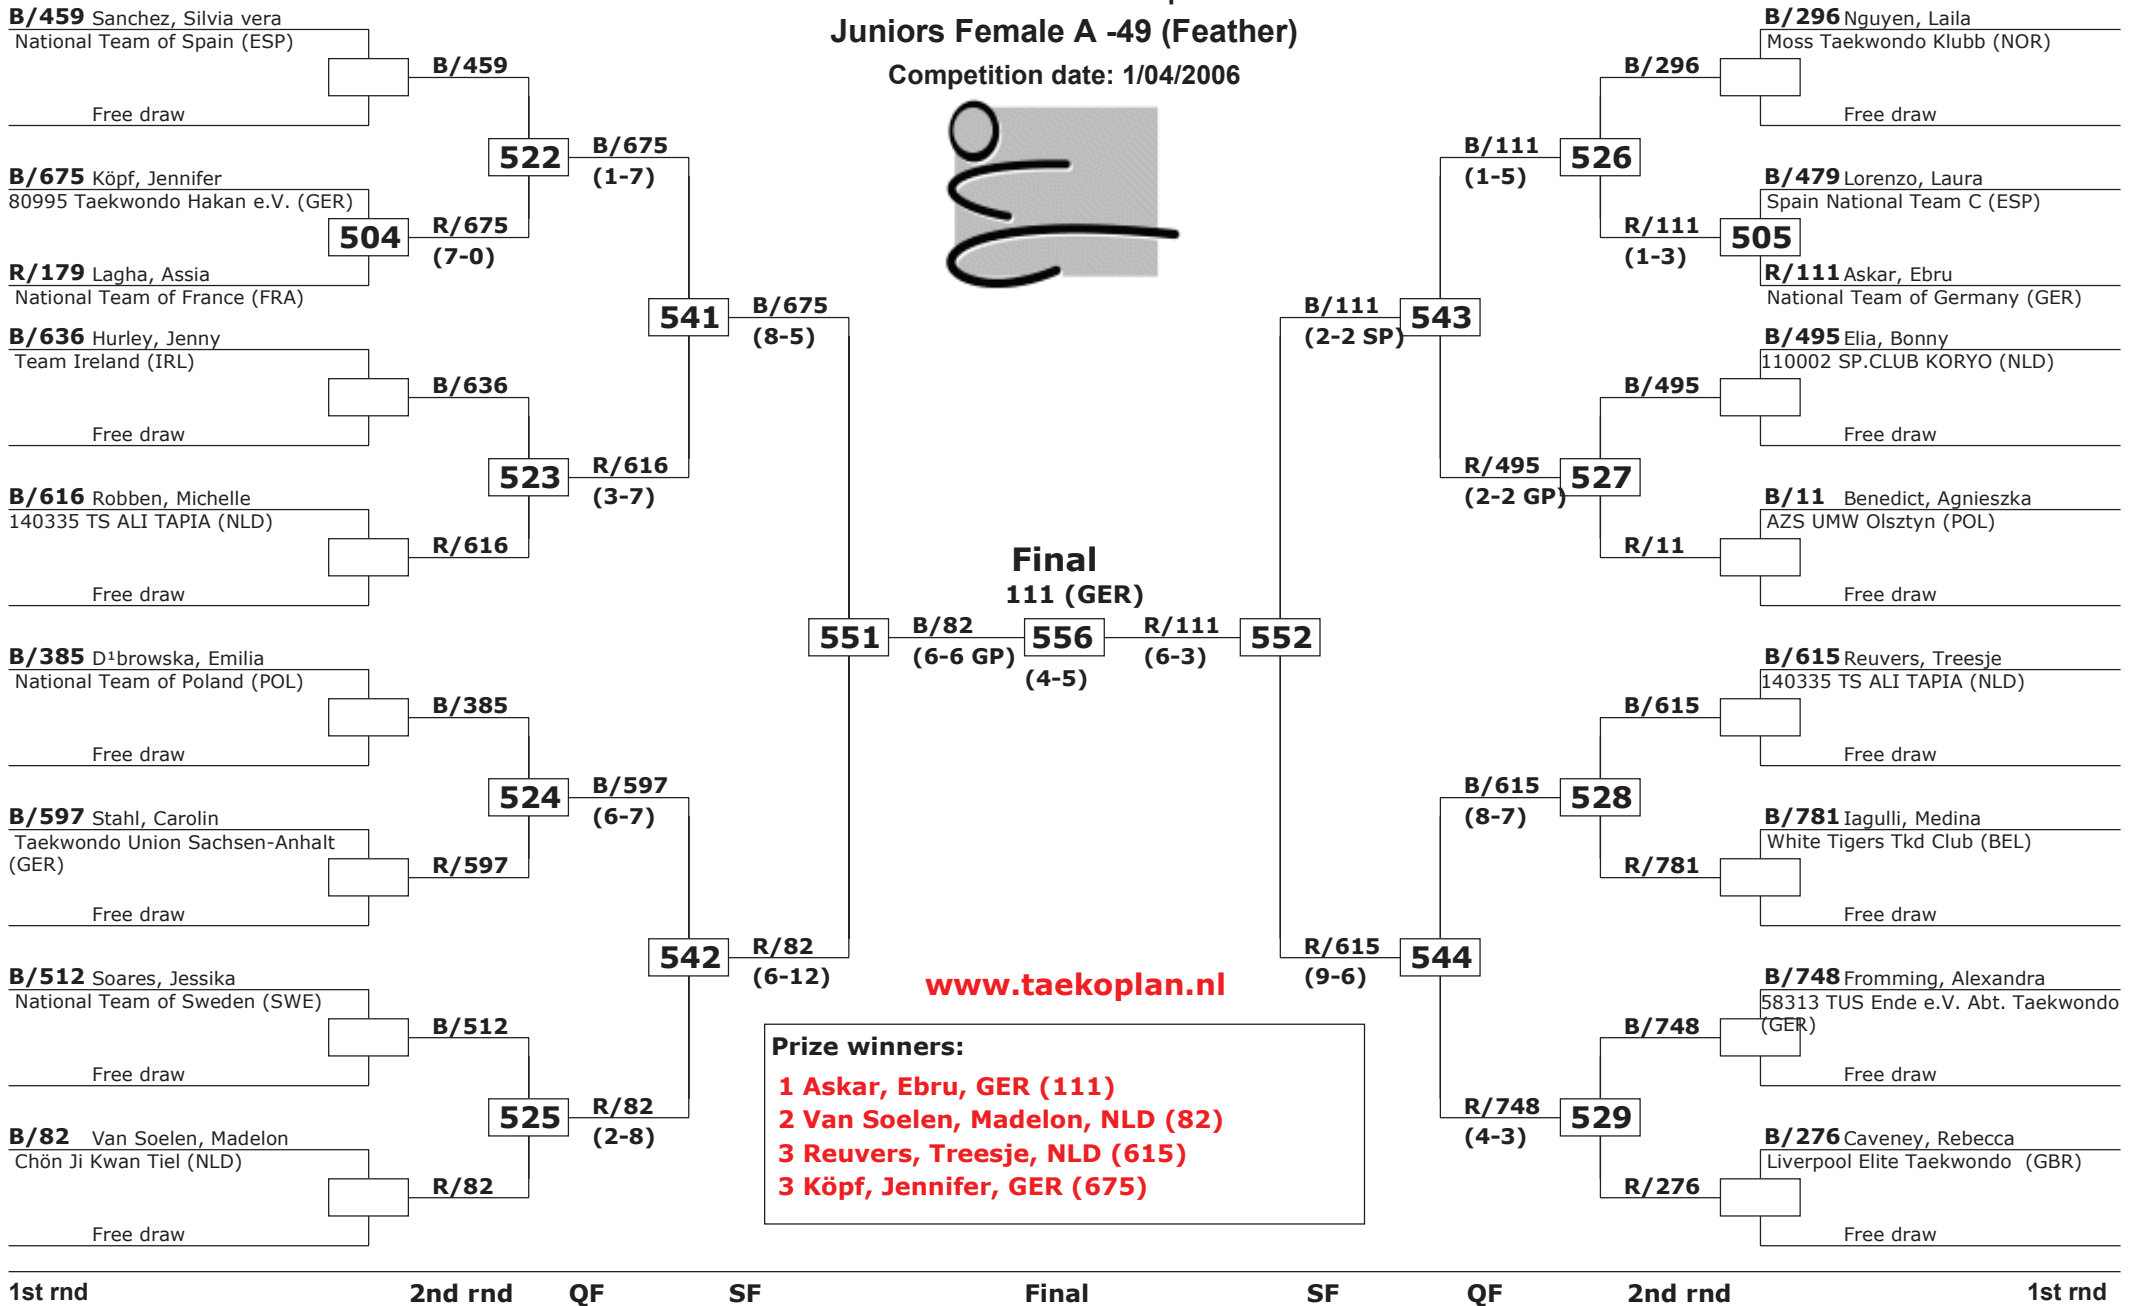 Juniors Female A -49 (Feather)
Competition date: 1/04/2006
B/459 Sanchez, Silvia vera
National Team of Spain (ESP)
Free draw
B/459
B/675 Köpf, Jennifer
80995 Taekwondo Hakan e.V. (GER)
504
R/675
(7-0)
R/179 Lagha, Assia
National Team of France (FRA)
522
B/675
(1-7)
B/636 Hurley, Jenny
Team Ireland (IRL)
Free draw
B/636
B/616 Robben, Michelle
140335 TS ALI TAPIA (NLD)
Free draw
R/616
523
R/616
(3-7)
541
B/675
(8-5)
B/385 D¹browska, Emilia
National Team of Poland (POL)
Free draw
B/385
B/597 Stahl, Carolin
Taekwondo Union Sachsen-Anhalt
(GER)
Free draw
R/597
524
B/597
(6-7)
B/512 Soares, Jessika
National Team of Sweden (SWE)
Free draw
B/512
B/82 Van Soelen, Madelon
Chön Ji Kwan Tiel (NLD)
Free draw
R/82
525
R/82
(2-8)
542
R/82
(6-12)
551
B/82
(6-6 GP)
Final
111 (GER)
556
(4-5)
R/111
(6-3)
552
B/296 Nguyen, Laila
Moss Taekwondo Klubb (NOR)
Free draw
B/296
B/479 Lorenzo, Laura
Spain National Team C (ESP)
505
R/111
(1-3)
R/111 Askar, Ebru
National Team of Germany (GER)
526
B/111
(1-5)
B/495 Elia, Bonny
110002 SP.CLUB KORYO (NLD)
Free draw
B/495
B/11 Benedict, Agnieszka
AZS UMW Olsztyn (POL)
Free draw
R/11
527
R/495
(2-2 GP)
543
B/111
(2-2 SP)
B/615 Reuvers, Treesje
140335 TS ALI TAPIA (NLD)
Free draw
B/615
B/781 Iagulli, Medina
White Tigers Tkd Club (BEL)
Free draw
R/781
528
B/615
(8-7)
B/748 Fromming, Alexandra
58313 TUS Ende e.V. Abt. Taekwondo
(GER)
Free draw
B/748
B/276 Caveney, Rebecca
Liverpool Elite Taekwondo (GBR)
Free draw
R/276
529
R/748
(4-3)
544
R/615
(9-6)
www.taekoplan.nl
Prize winners:
1 Askar, Ebru, GER (111)
2 Van Soelen, Madelon, NLD (82)
3 Reuvers, Treesje, NLD (615)
3 Köpf, Jennifer, GER (675)
1st rnd 2nd rnd QF SF Final SF QF 2nd rnd 1st rnd